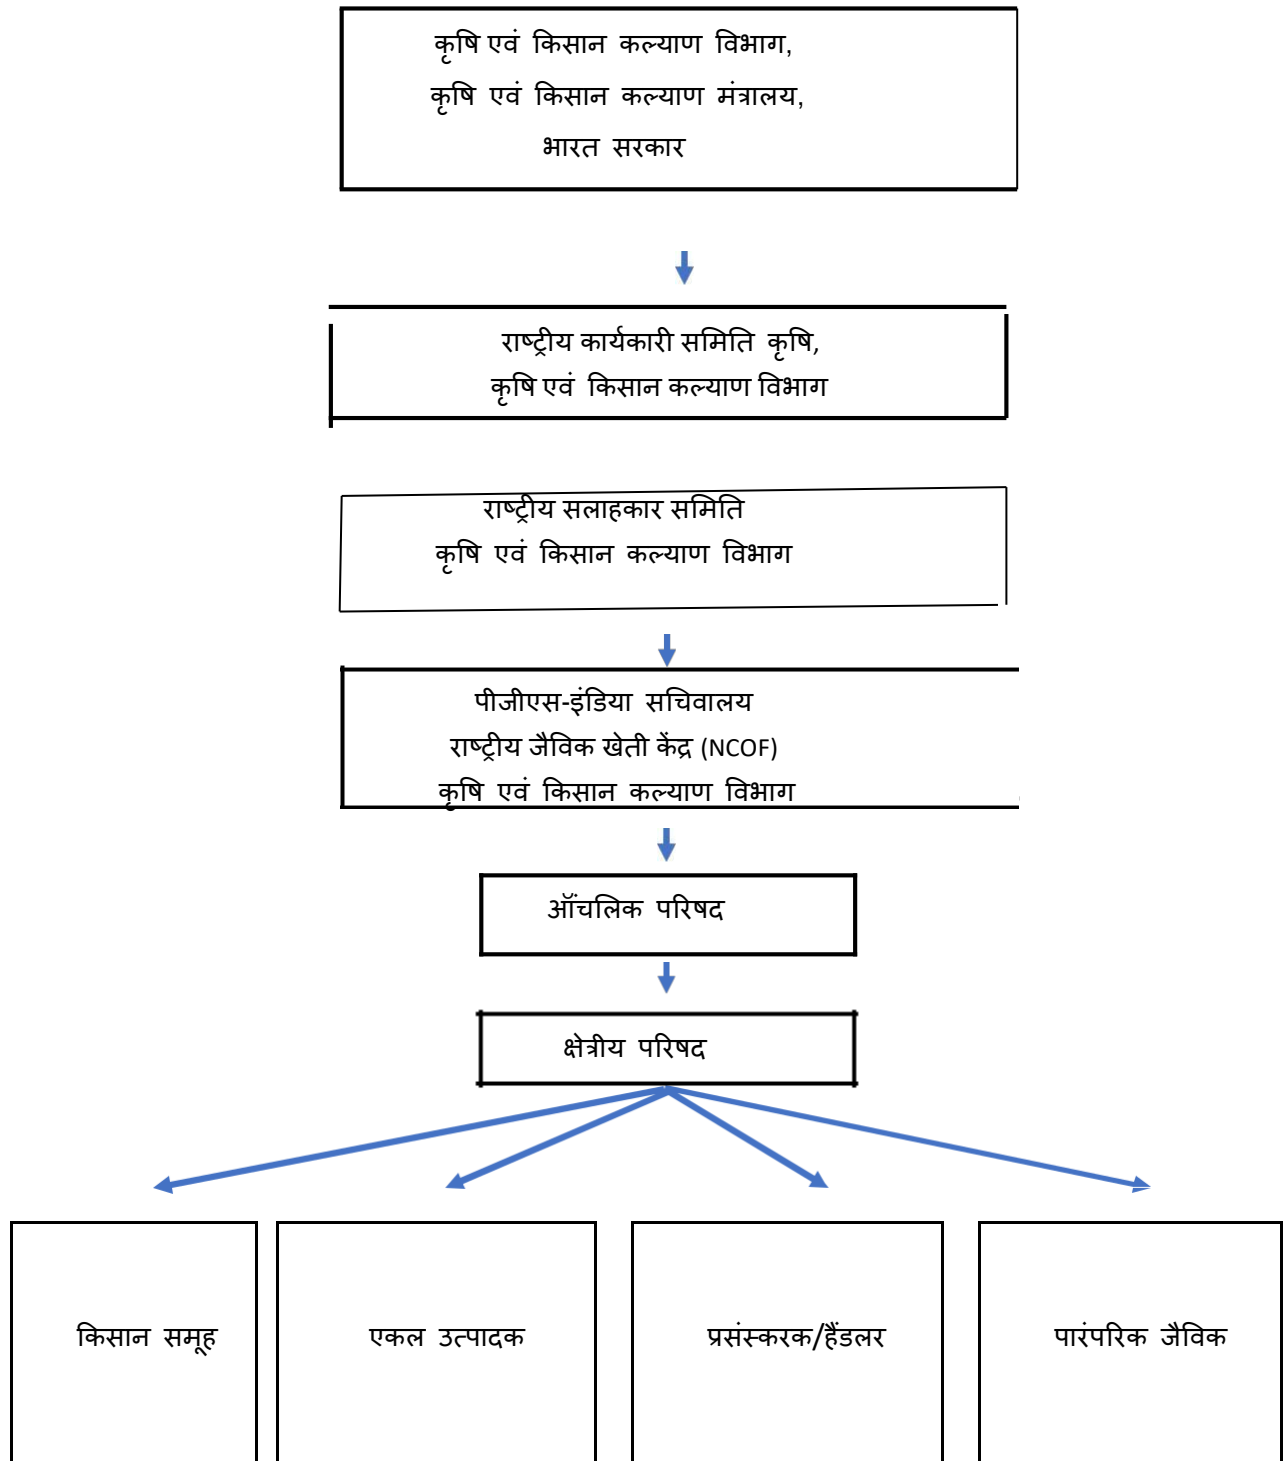 कृषि एवं किसान कल्याण विभाग,
कृषि एवं किसान कल्याण मंत्रालय,
भारत सरकार
राष्ट्रीय कार्यकारी समिति कृषि,
कृषि एवं किसान कल्याण विभाग
राष्ट्रीय सलाहकार समिति
कृषि एवं किसान कल्याण विभाग
पीजीएस-इंडिया सचिवालय
राष्ट्रीय जैविक खेती केंद्र (NCOF)
कृषि एवं किसान कल्याण विभाग
ऑंचलिक परिषद
क्षेत्रीय परिषद
किसान समूह
एकल उत्पादक
प्रसंस्करक/हैंडलर
पारंपरिक जैविक